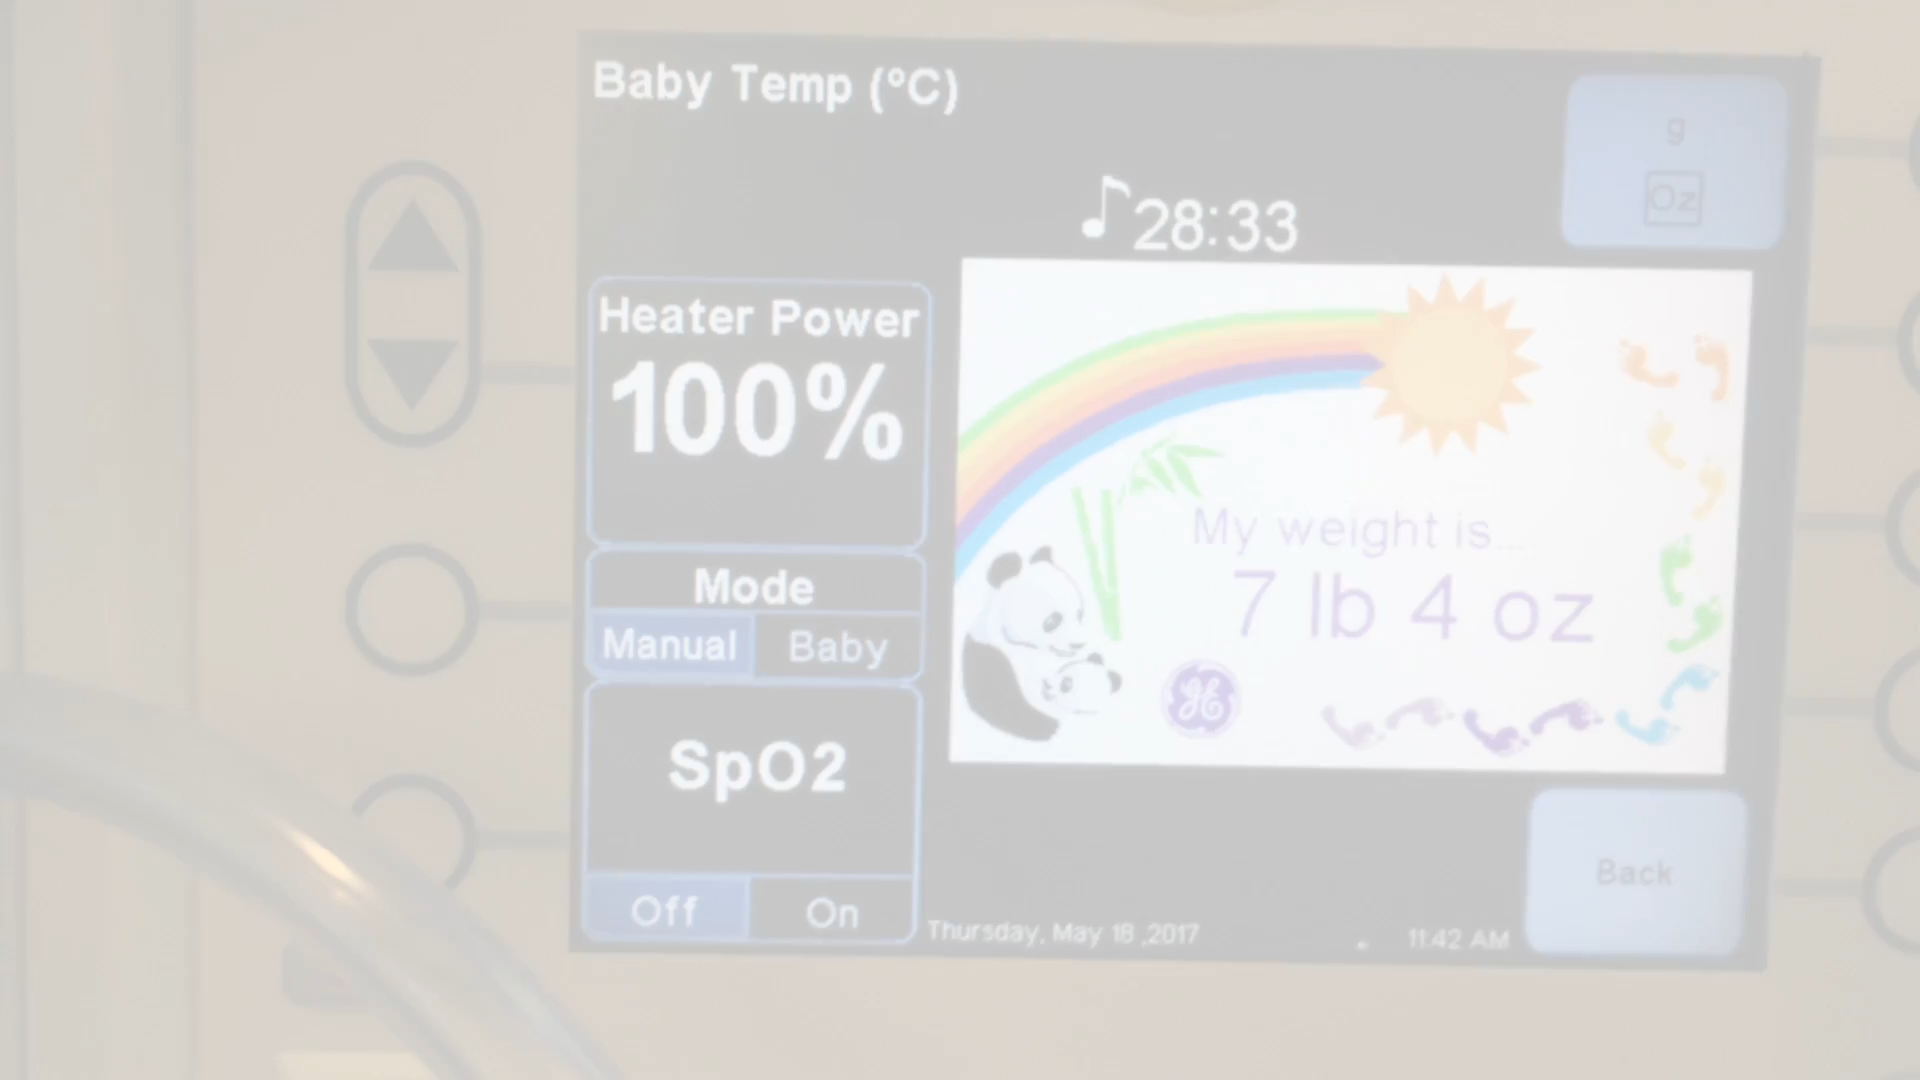 Baby Temp (°C)
g
Oz
♪28:33
Heater Power
100%
Mode
Manual Baby
SpO2
Off On
My weight is...
7 lb 4 oz
GE
Back
Thursday, May 18 ,2017
11:42 AM